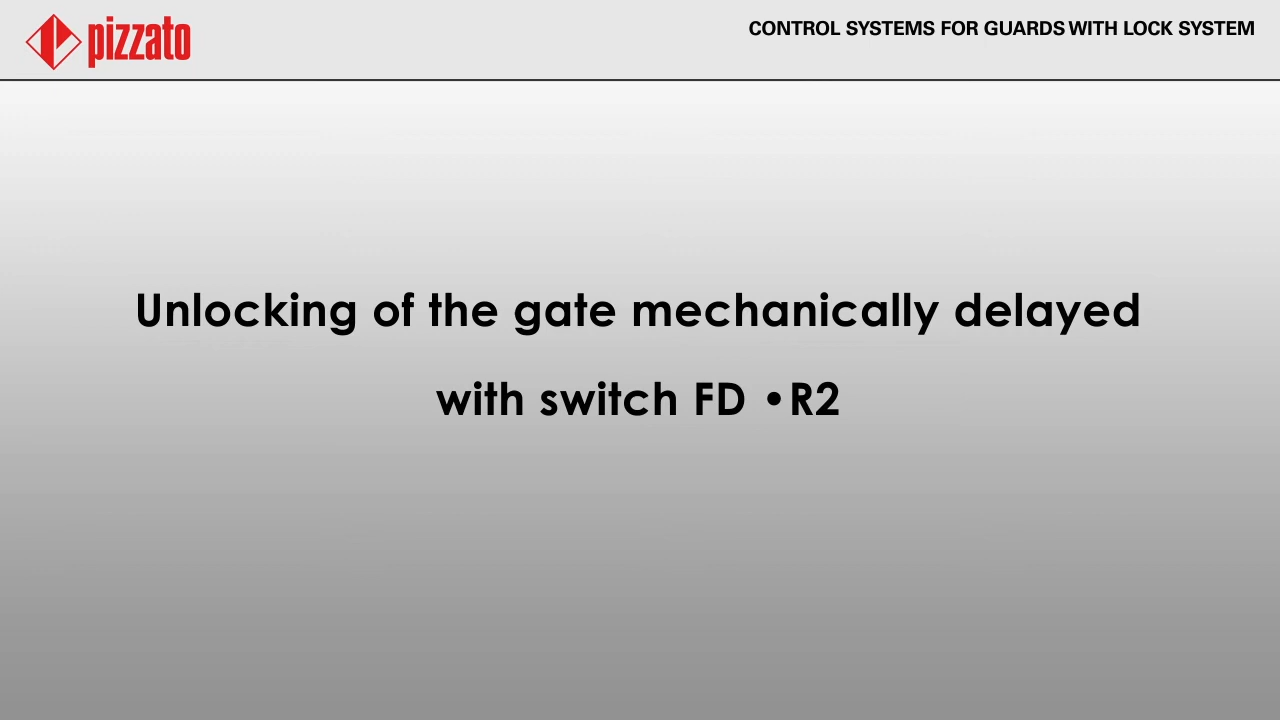 pizzato
CONTROL SYSTEMS FOR GUARDS WITH LOCK SYSTEM
Unlocking of the gate mechanically delayed
with switch FD •R2